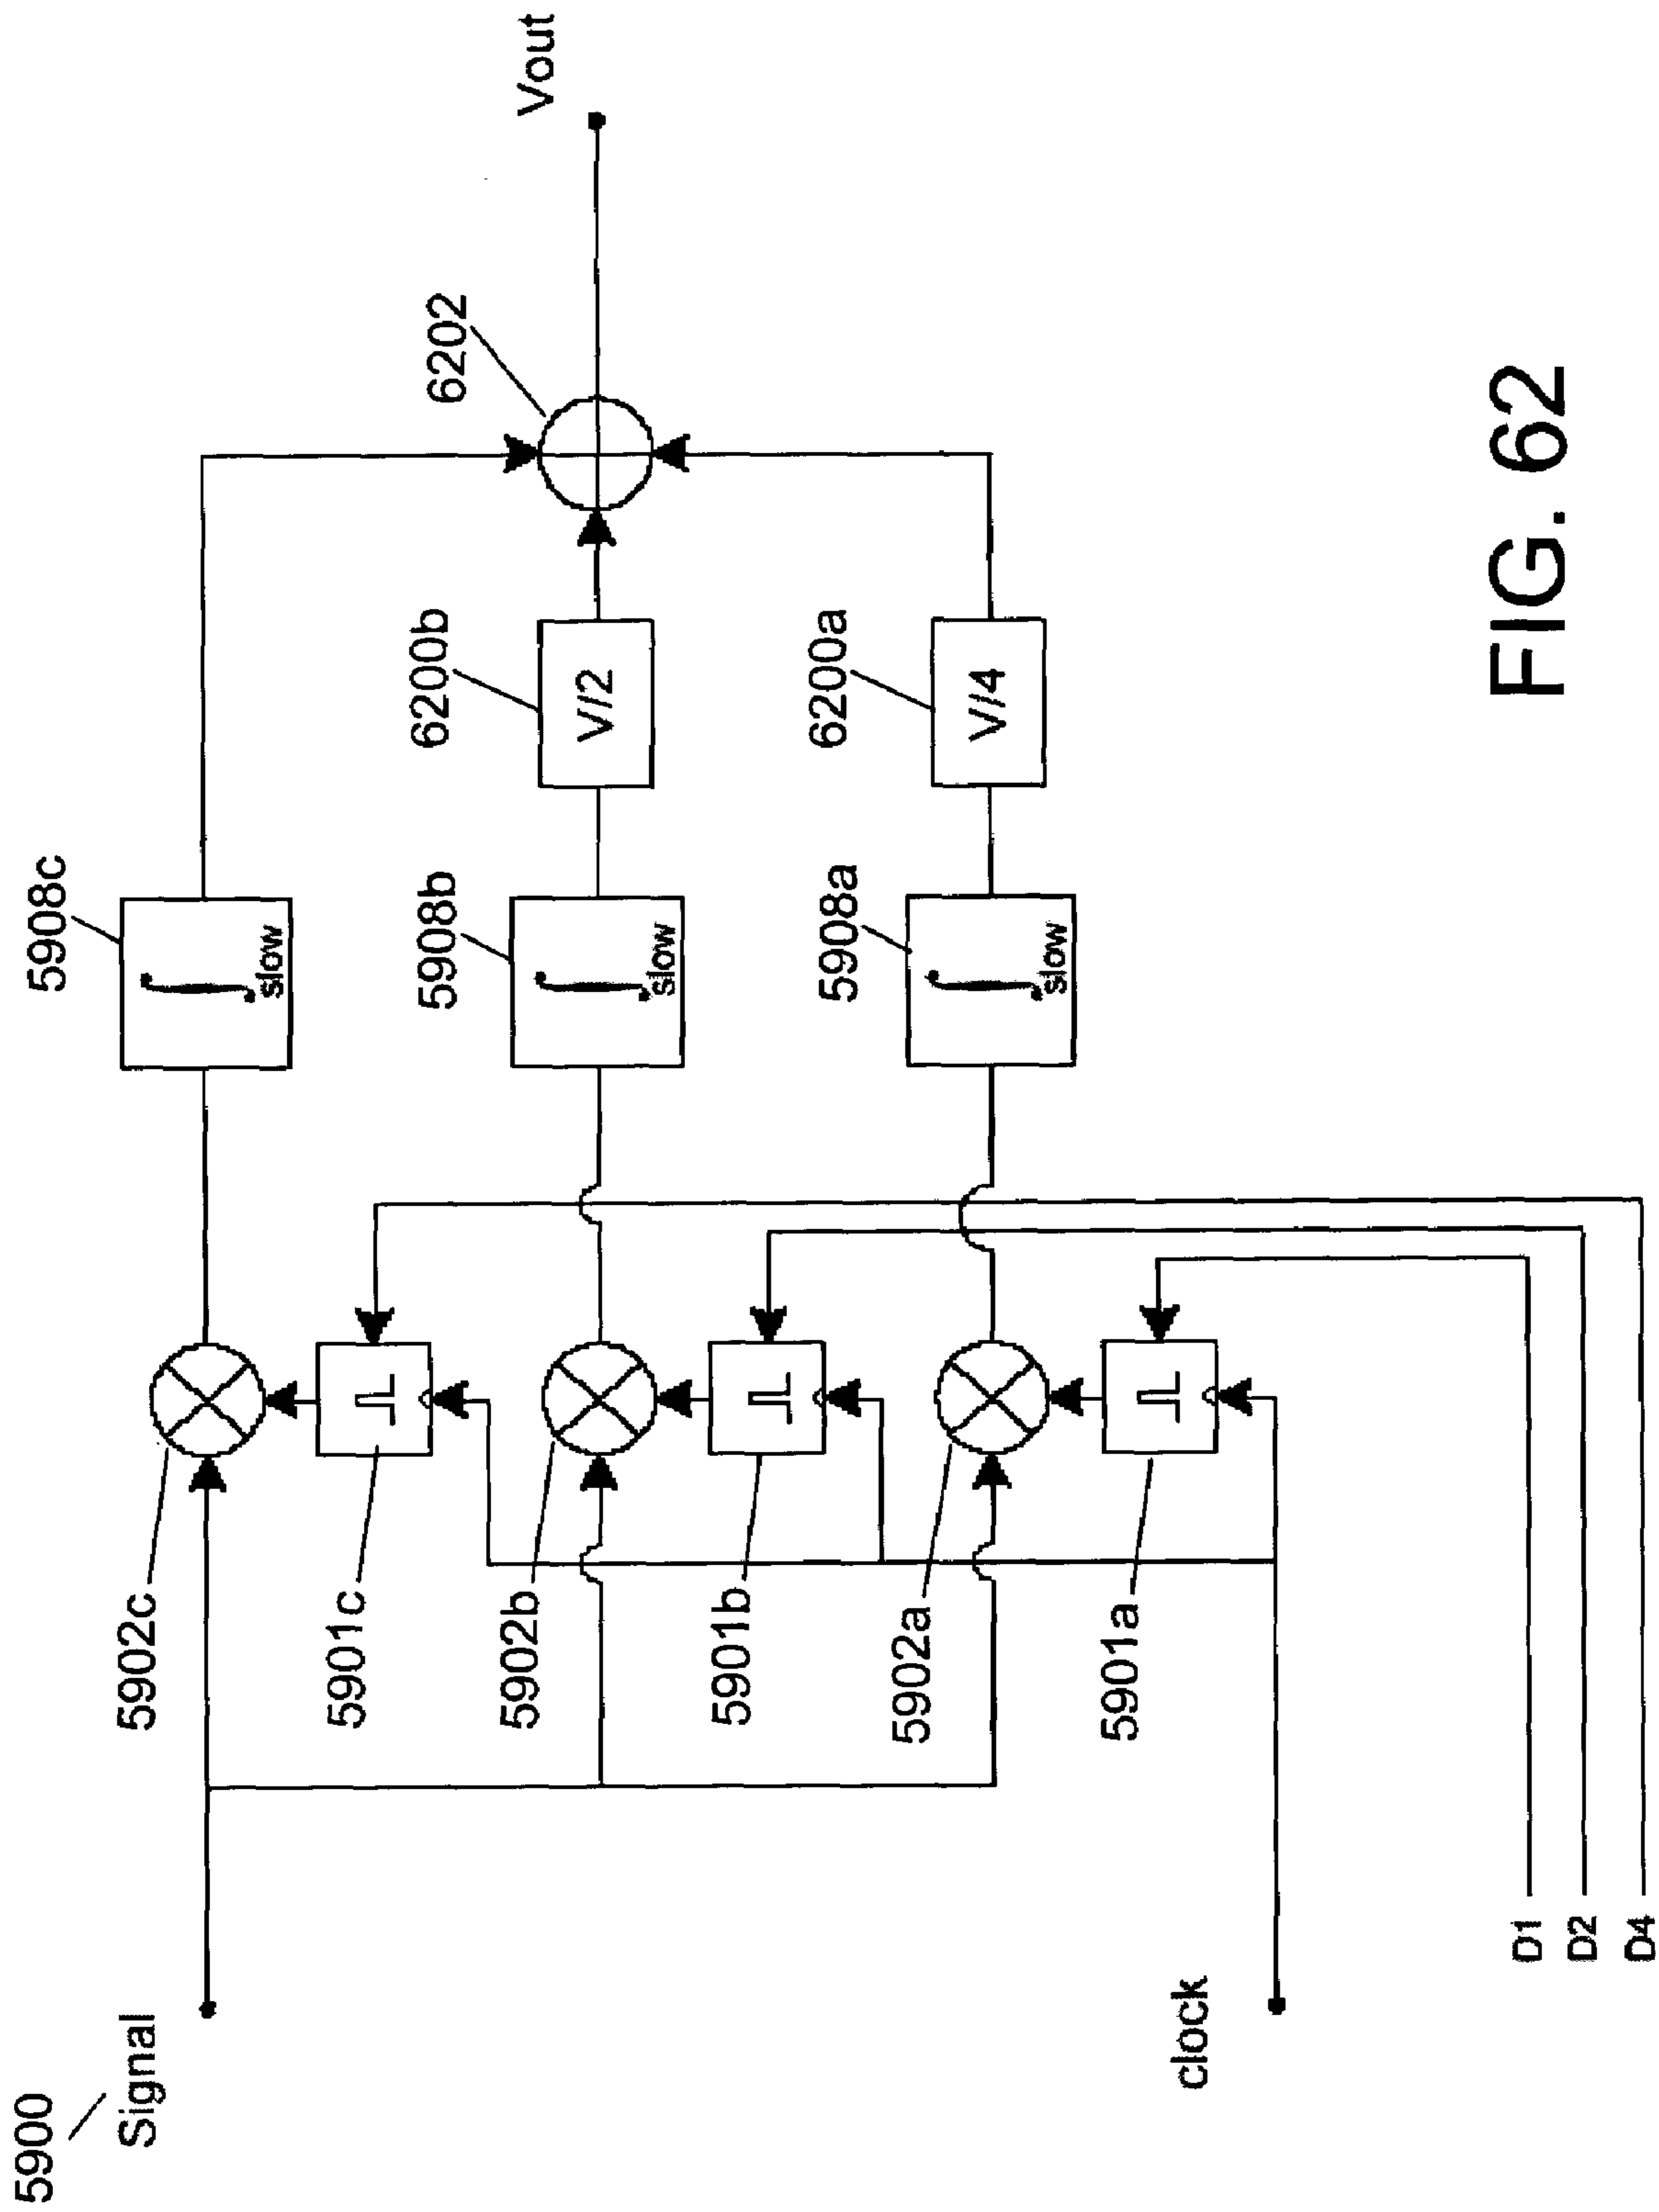 5900
Signal
clock
D1
D2
D4
5902c
5901c
5902b
5901b
5902a
5901a
5908c
∫slow
5908b
∫slow
5908a
∫slow
6200b
V/2
6200a
V/4
6202
Vout
FIG. 62